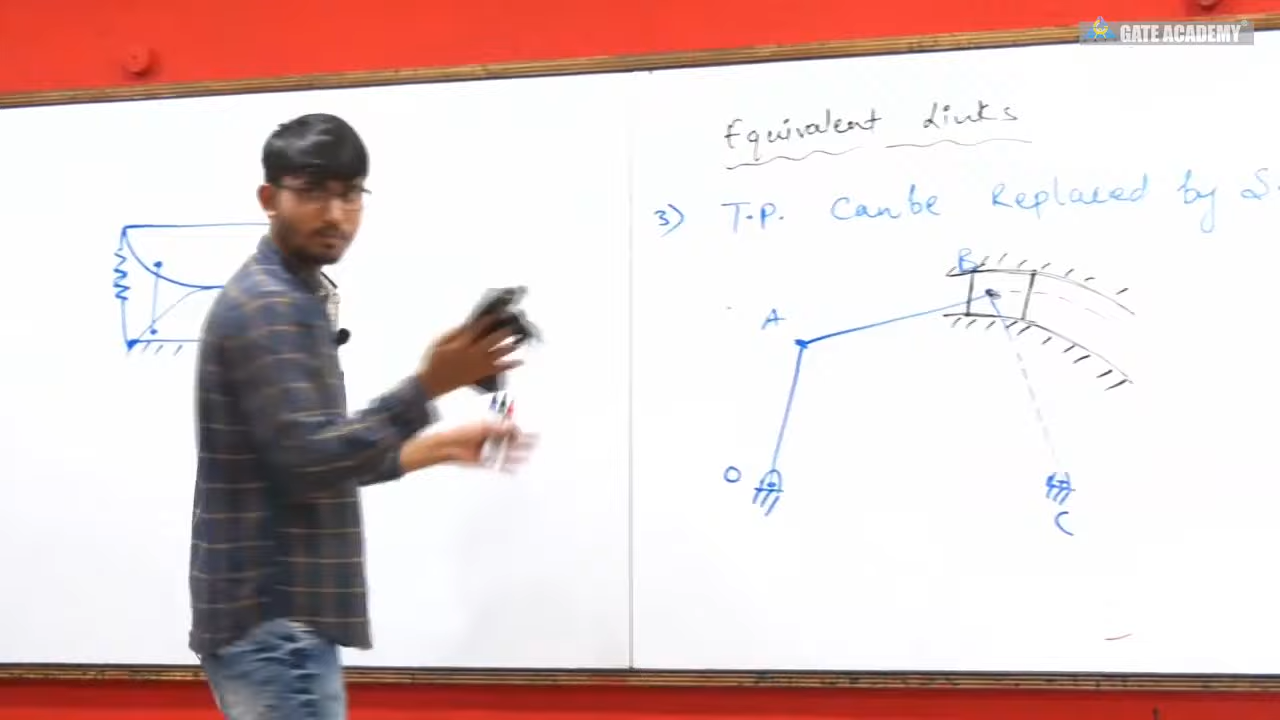 GATE ACADEMY
Equivalent Links
3) T.P. Can be Replaced by S.
B
A
O
C